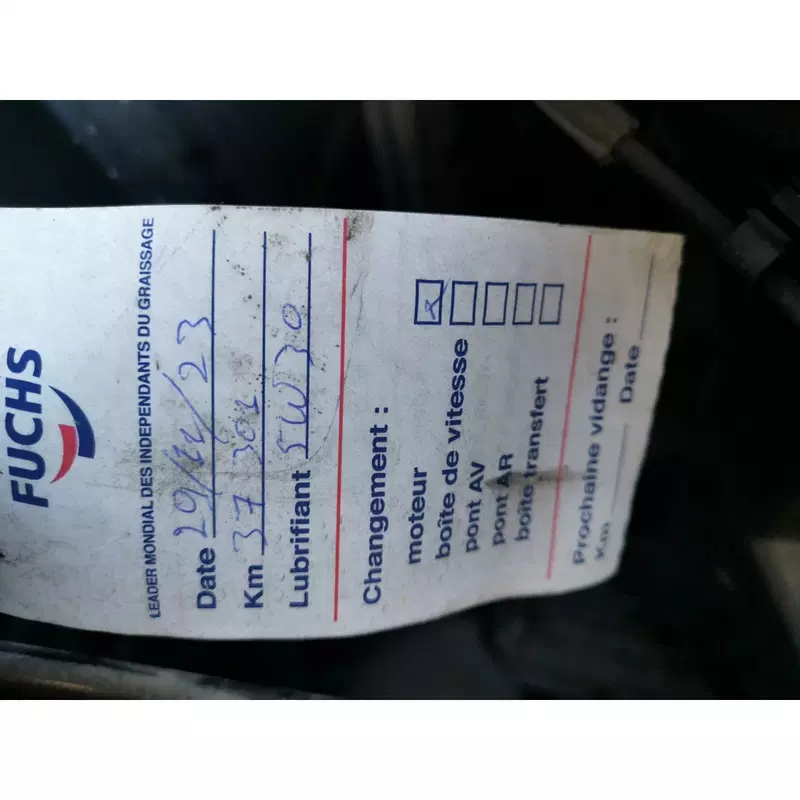 FUCHS
LEADER MONDIAL DES INDEPENDANTS DU GRAISSAGE
Date 29/11/23
Km 37 301
Lubrifiant 5W30
Changement :
moteur x
boîte de vitesse
pont AV
pont AR
boîte transfert
Prochaine vidange :
Km Date